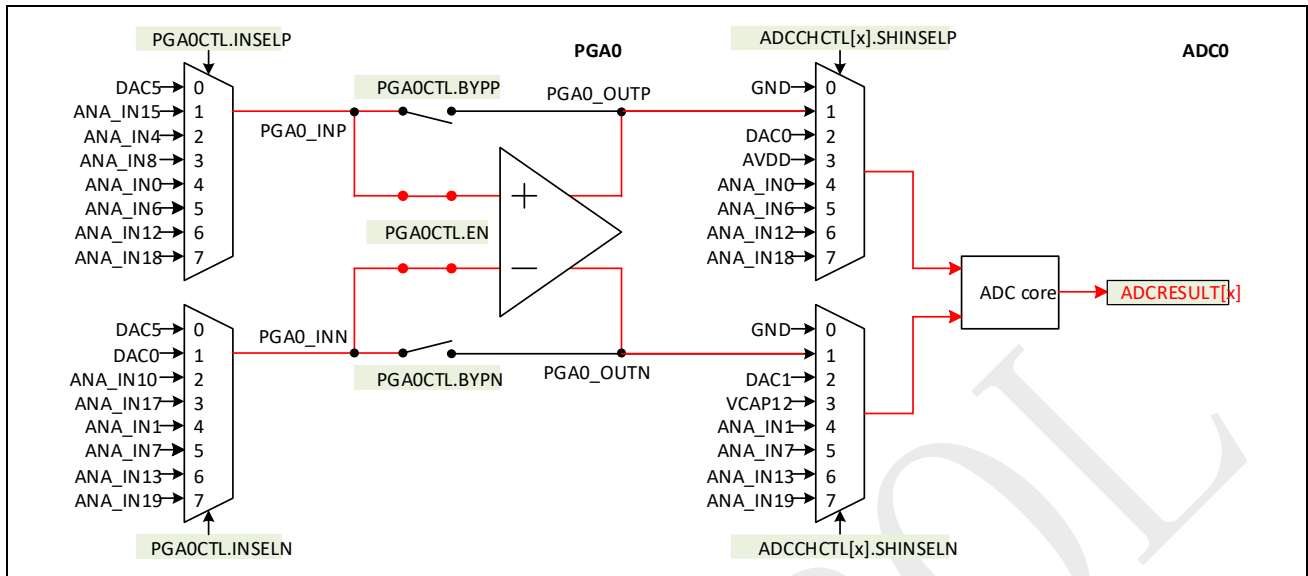 PGA0CTL.INSELP
PGA0
ADCCHCTL[x].SHINSELP
ADC0
DAC5 0
ANA_IN15 1
ANA_IN4 2
ANA_IN8 3
ANA_IN0 4
ANA_IN6 5
ANA_IN12 6
ANA_IN18 7
PGA0_INP
PGA0CTL.BYPP
PGA0_OUTP
+
PGA0CTL.EN
−
GND 0
1
DAC0 2
AVDD 3
ANA_IN0 4
ANA_IN6 5
ANA_IN12 6
ANA_IN18 7
ADC core
ADCRESULT[x]
DAC5 0
DAC0 1
ANA_IN10 2
ANA_IN17 3
ANA_IN1 4
ANA_IN7 5
ANA_IN13 6
ANA_IN19 7
PGA0_INN
PGA0CTL.BYPN
PGA0_OUTN
GND 0
1
DAC1 2
VCAP12 3
ANA_IN1 4
ANA_IN7 5
ANA_IN13 6
ANA_IN19 7
PGA0CTL.INSELN
ADCCHCTL[x].SHINSELN